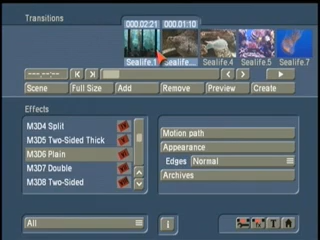 Transitions
000:02:21 000:01:10
Sealife.1 Sealife... Sealife.4 Sealife.5 Sealife.7
---,--:--
Scene Full Size Add Remove Preview Create
Effects
M3D4 Split
M3D5 Two-Sided Thick
M3D6 Plain
M3D7 Double
M3D8 Two-Sided
Motion path
Appearance
Edges Normal
Archives
All
i
T